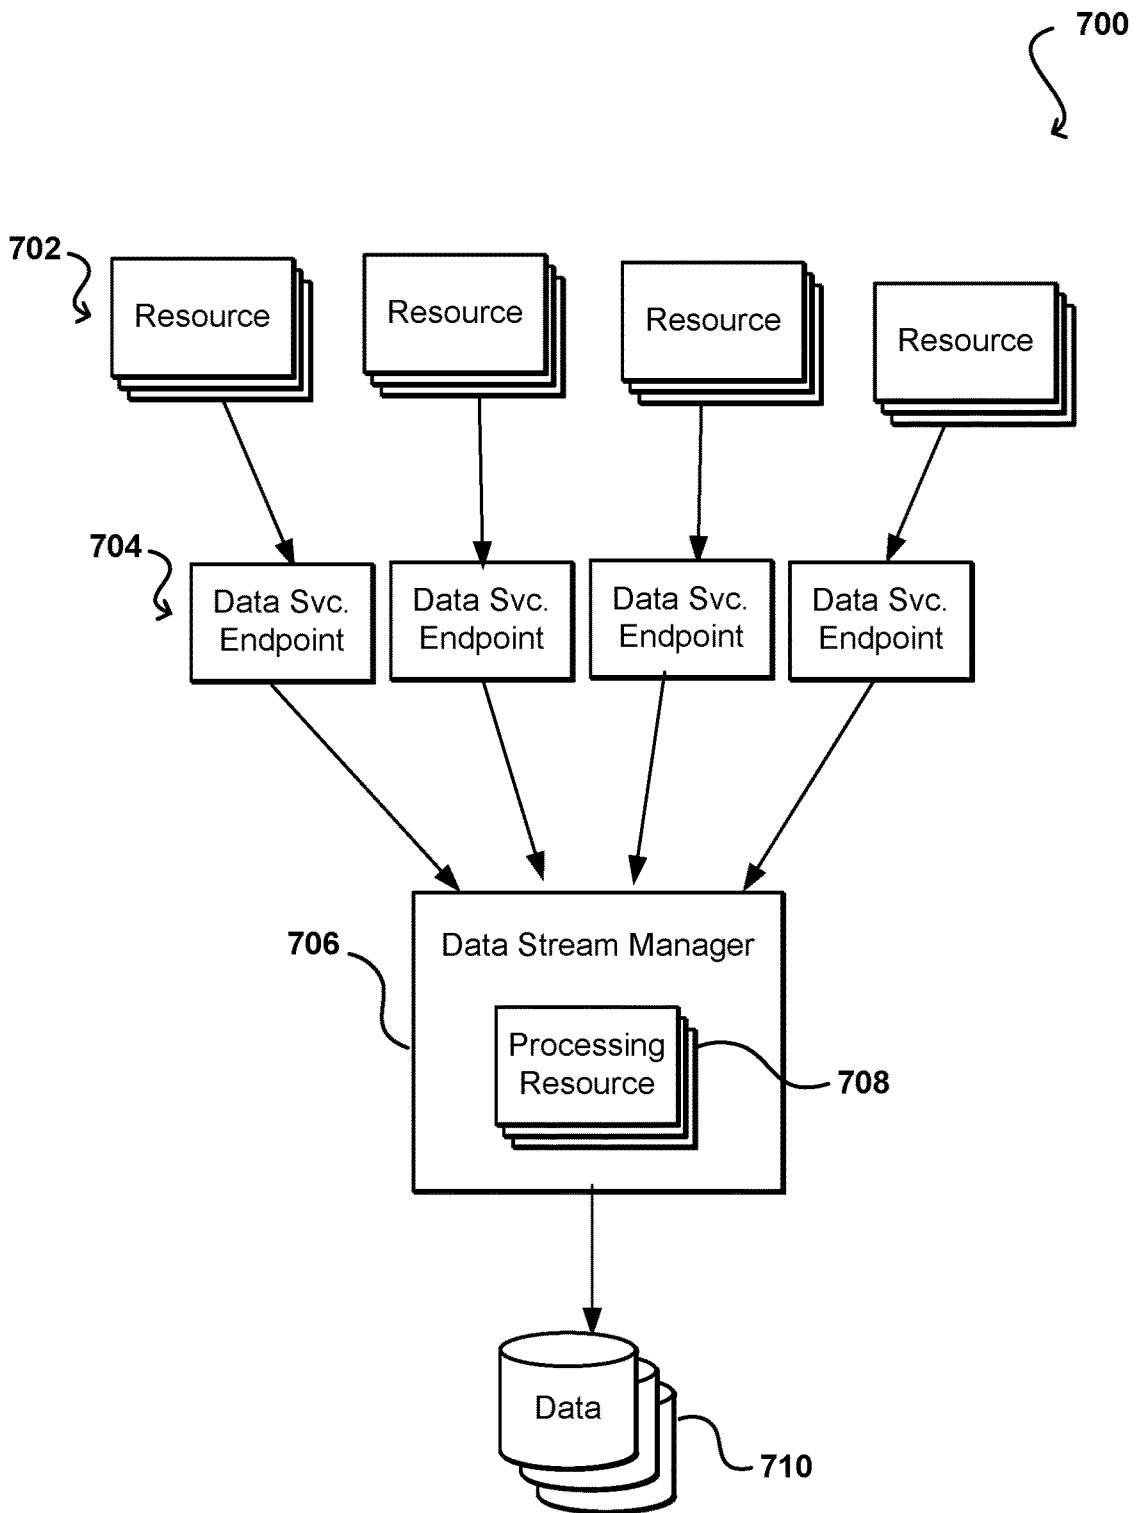 700
702
Resource
Resource
Resource
Resource
704
Data Svc.
Endpoint
Data Svc.
Endpoint
Data Svc.
Endpoint
Data Svc.
Endpoint
706
Data Stream Manager
Processing
Resource
708
Data
710